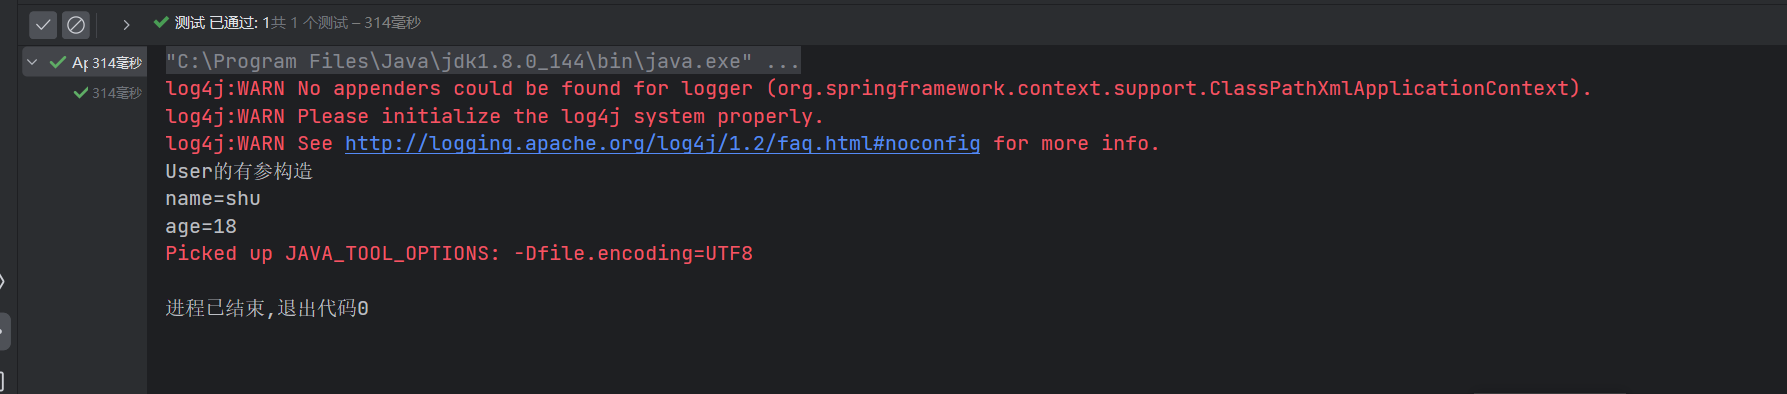 测试 已通过: 1共 1 个测试 – 314毫秒
314毫秒
314毫秒
"C:\Program Files\Java\jdk1.8.0_144\bin\java.exe" ...
log4j:WARN No appenders could be found for logger (org.springframework.context.support.ClassPathXmlApplicationContext).
log4j:WARN Please initialize the log4j system properly.
log4j:WARN See http://logging.apache.org/log4j/1.2/faq.html#noconfig for more info.
User的有参构造
name=shu
age=18
Picked up JAVA_TOOL_OPTIONS: -Dfile.encoding=UTF8
进程已结束,退出代码0